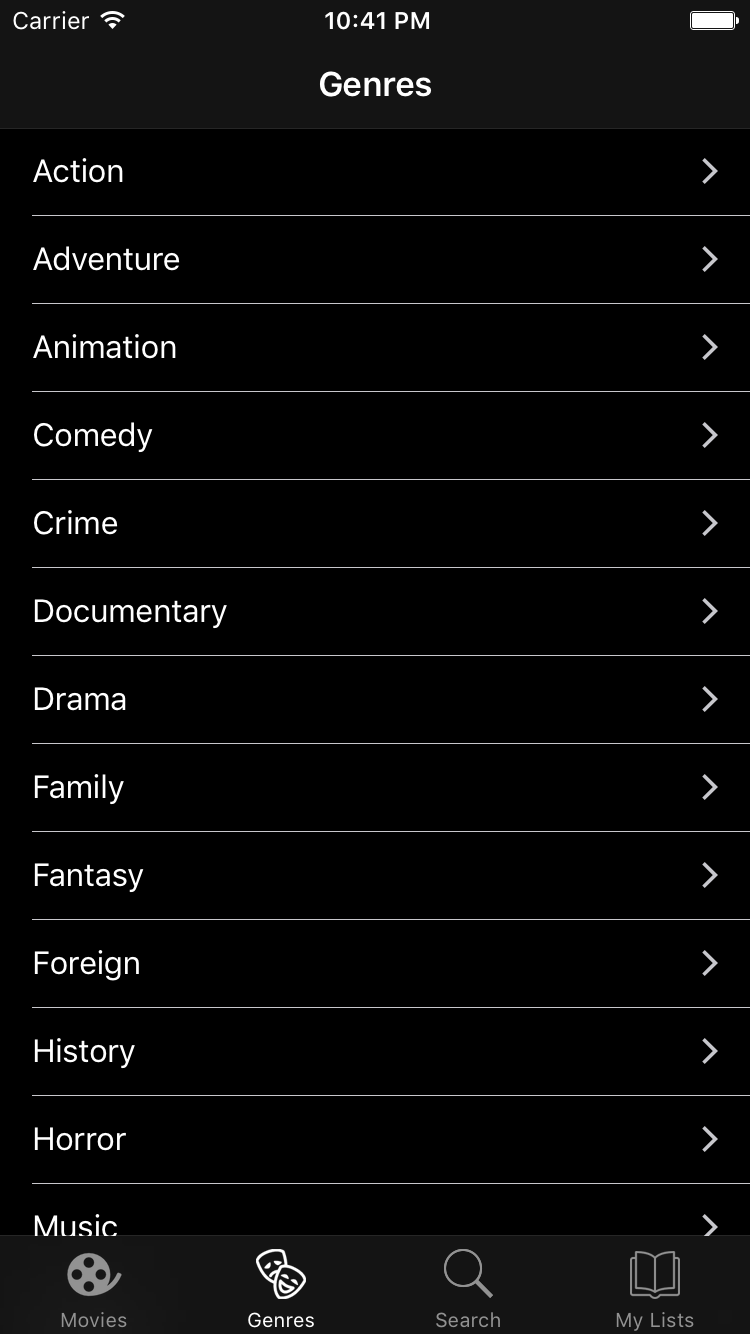 Carrier 10:41 PM
Genres
Action
Adventure
Animation
Comedy
Crime
Documentary
Drama
Family
Fantasy
Foreign
History
Horror
Music
Movies Genres Search My Lists